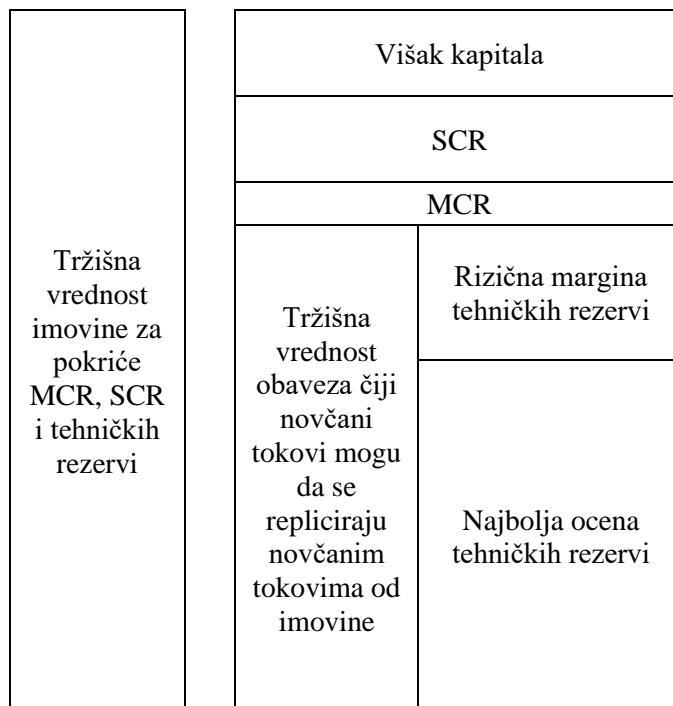 Tržišna
vrednost
imovine za
pokriće
MCR, SCR
i tehničkih
rezervi
Višak kapitala
SCR
MCR
Tržišna
vrednost
obaveza čiji
novčani
tokovi mogu
da se
repliciraju
novčanim
tokovima od
imovine
Rizična margina
tehničkih rezervi
Najbolja ocena
tehničkih rezervi